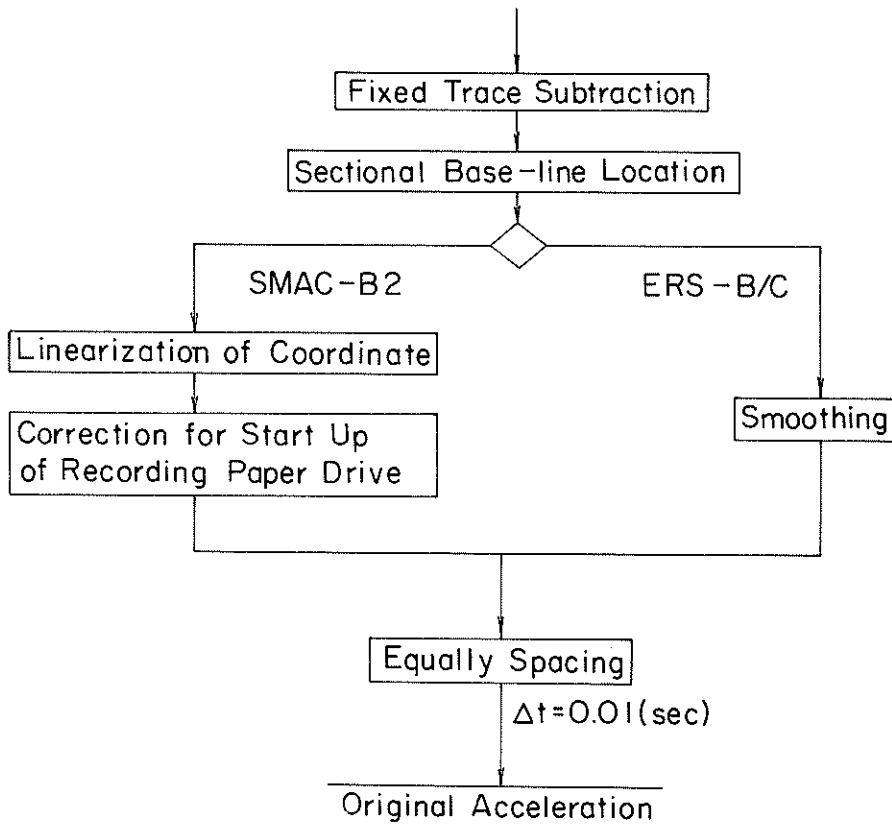 Fixed Trace Subtraction
Sectional Base-line Location
SMAC-B2
ERS-B/C
Linearization of Coordinate
Correction for Start Up
of Recording Paper Drive
Smoothing
Equally Spacing
Δt=0.01(sec)
Original Acceleration